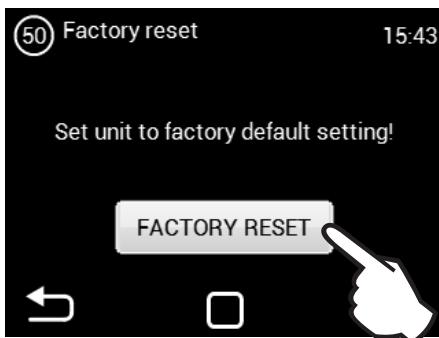 50 Factory reset 15:43
Set unit to factory default setting!
FACTORY RESET